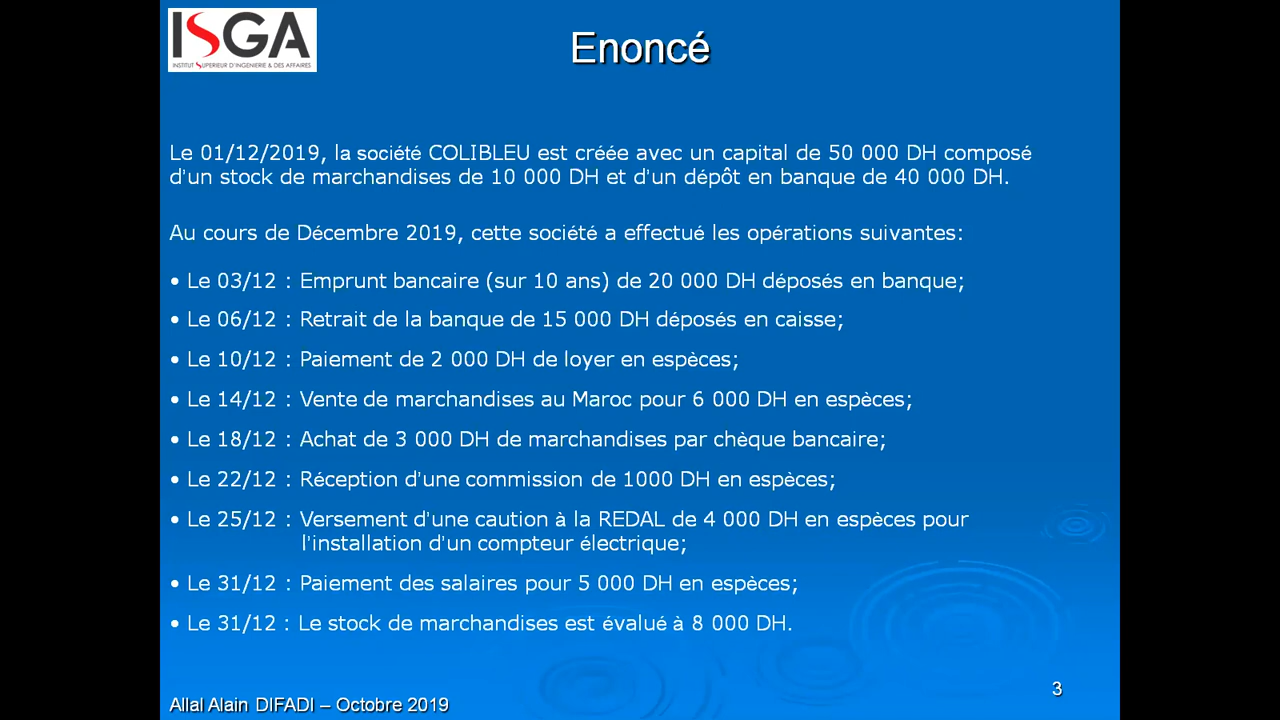 ISGA
INSTITUT SUPERIEUR D'INGENIERIE & DES AFFAIRES
Enoncé
Le 01/12/2019, la société COLIBLEU est créée avec un capital de 50 000 DH composé
d'un stock de marchandises de 10 000 DH et d'un dépôt en banque de 40 000 DH.
Au cours de Décembre 2019, cette société a effectué les opérations suivantes:
• Le 03/12 : Emprunt bancaire (sur 10 ans) de 20 000 DH déposés en banque;
• Le 06/12 : Retrait de la banque de 15 000 DH déposés en caisse;
• Le 10/12 : Paiement de 2 000 DH de loyer en espèces;
• Le 14/12 : Vente de marchandises au Maroc pour 6 000 DH en espèces;
• Le 18/12 : Achat de 3 000 DH de marchandises par chèque bancaire;
• Le 22/12 : Réception d'une commission de 1000 DH en espèces;
• Le 25/12 : Versement d'une caution à la REDAL de 4 000 DH en espèces pour
l'installation d'un compteur électrique;
• Le 31/12 : Paiement des salaires pour 5 000 DH en espèces;
• Le 31/12 : Le stock de marchandises est évalué à 8 000 DH.
3
Allal Alain DIFADI – Octobre 2019